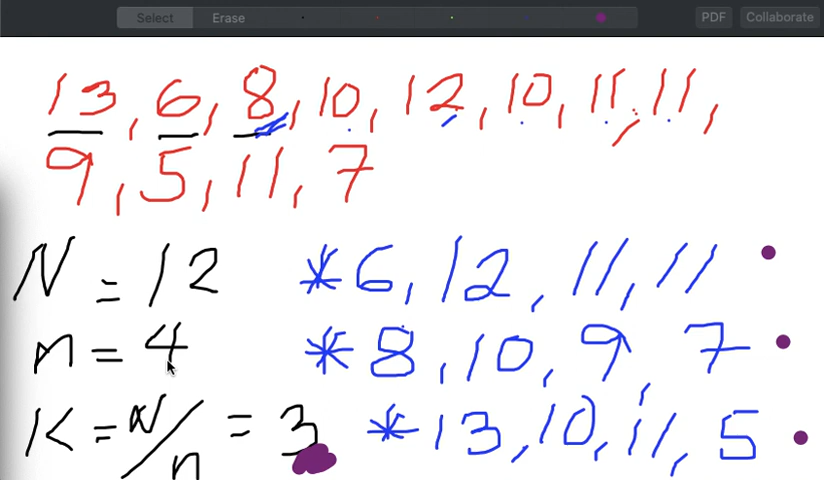 Select Erase PDF Collaborate
13, 6, 8, 10, 12, 10, 11, 11,
9, 5, 11, 7
N = 12
n = 4
K = N/n = 3
*6, 12, 11, 11
*8, 10, 9, 7
*13, 10, 11, 5